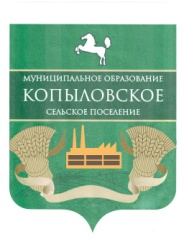 МУНИЦИПАЛЬНОЕ ОБРАЗОВАНИЕ
КОПЫЛОВСКОЕ
СЕЛЬСКОЕ ПОСЕЛЕНИЕ